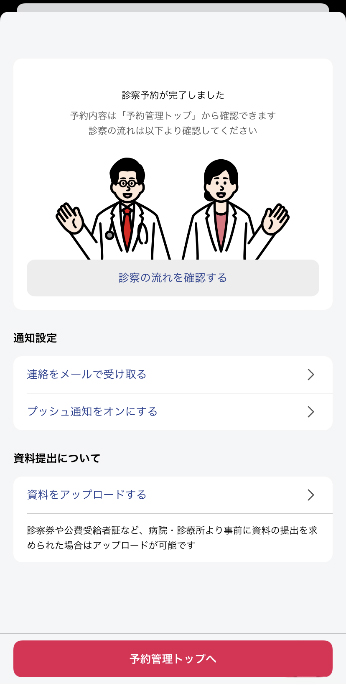 診察予約が完了しました
予約内容は「予約管理トップ」から確認できます
診察の流れは以下より確認してください
診察の流れを確認する
通知設定
連絡をメールで受け取る
プッシュ通知をオンにする
資料提出について
資料をアップロードする
診察券や公費受給者証など、病院・診療所より事前に資料の提出を求
められた場合はアップロードが可能です
予約管理トップへ